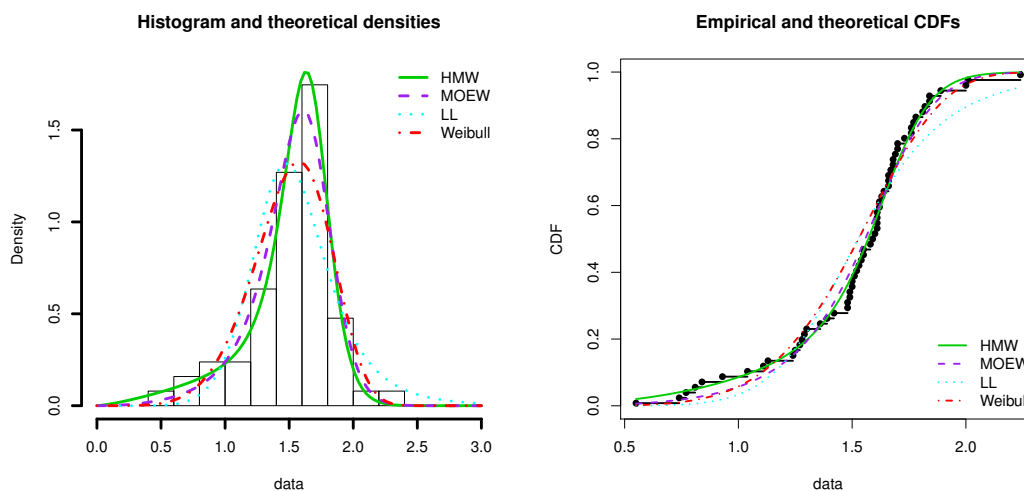 Histogram and theoretical densities
HMW
MOEW
LL
Weibull
Density
0.0
0.5
1.0
1.5
0.0 0.5 1.0 1.5 2.0 2.5 3.0
data
Empirical and theoretical CDFs
CDF
0.0
0.2
0.4
0.6
0.8
1.0
HMW
MOEW
LL
Weibull
0.5 1.0 1.5 2.0
data